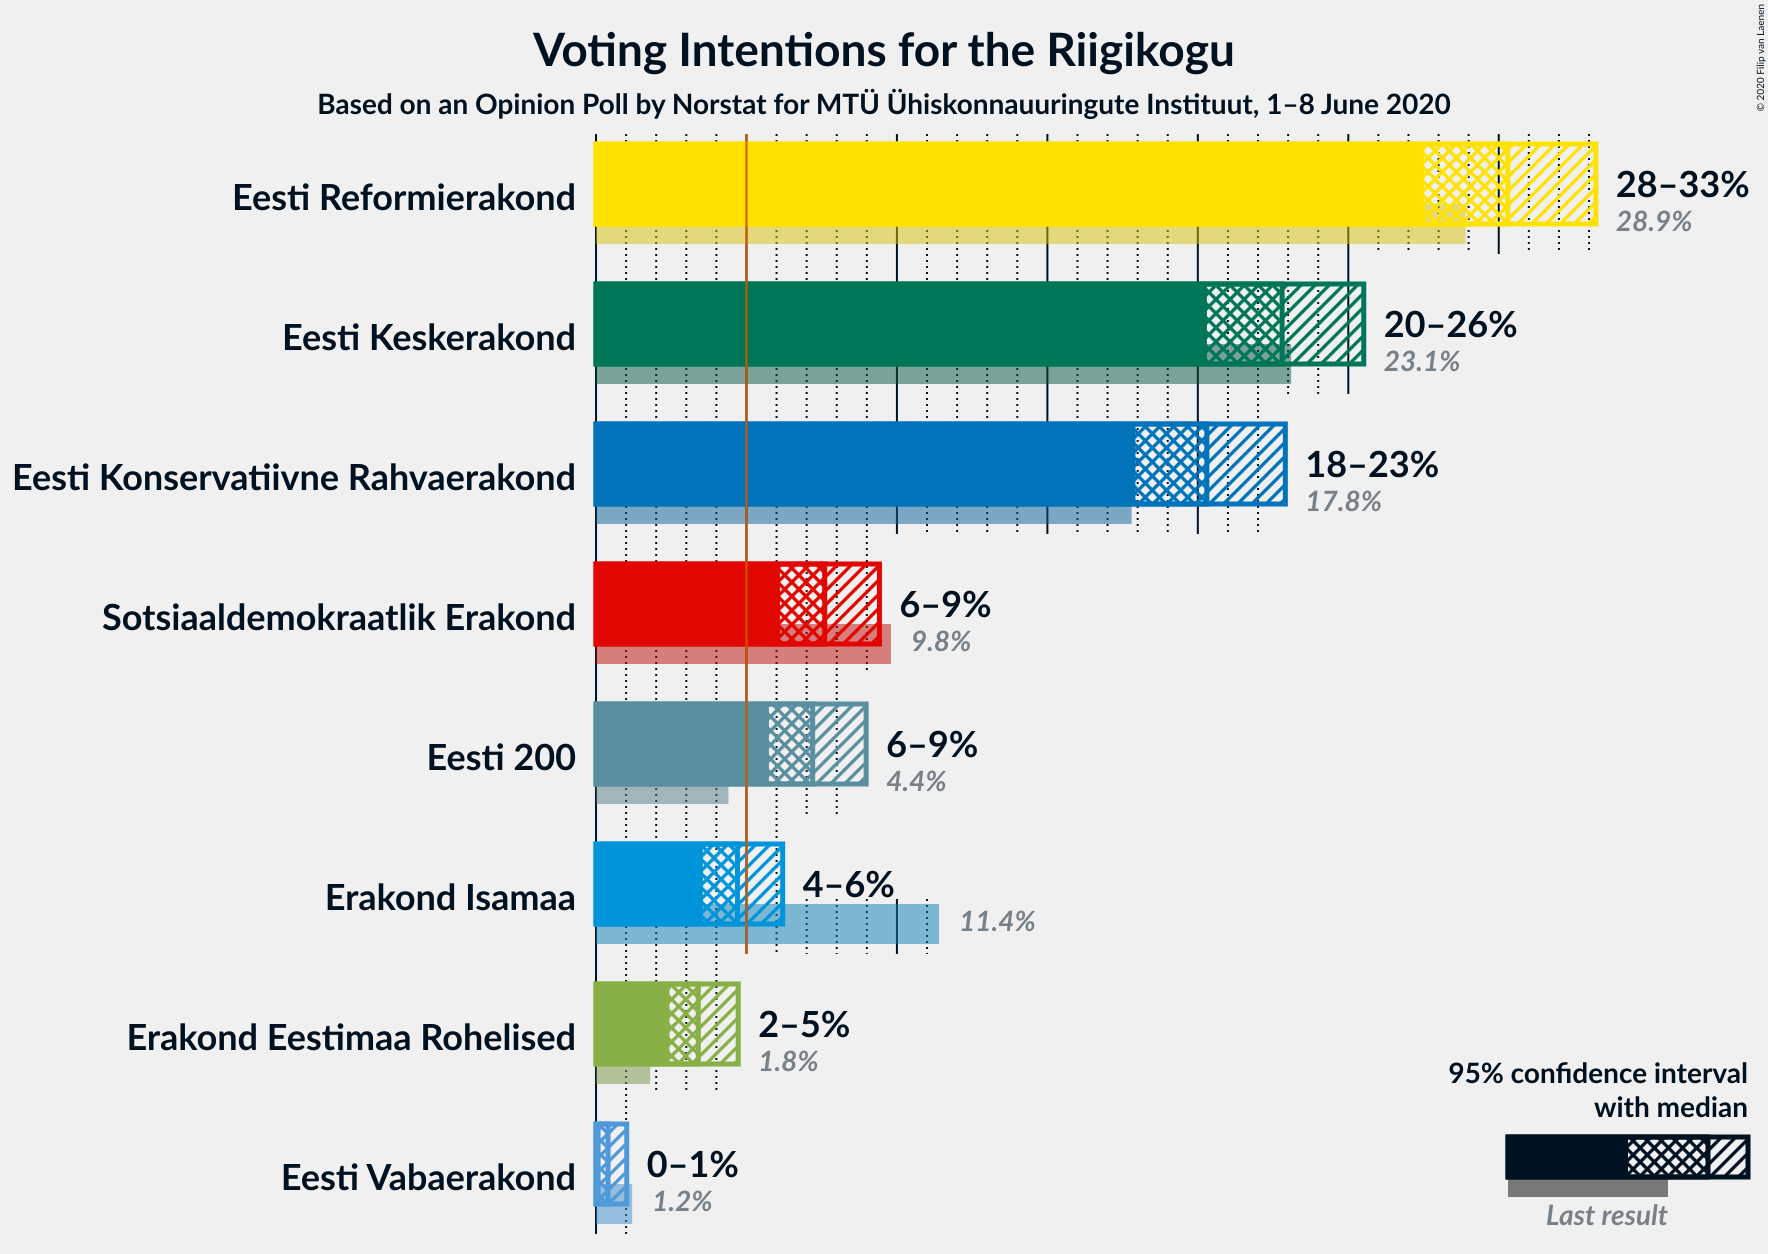 Voting Intentions for the Riigikogu
Based on an Opinion Poll by Norstat for MTÜ Ühiskonnauuringute Instituut, 1–8 June 2020
© 2020 Filip van Laenen
Eesti Reformierakond
28–33%
28.9%
Eesti Keskerakond
20–26%
23.1%
Eesti Konservatiivne Rahvaerakond
18–23%
17.8%
Sotsiaaldemokraatlik Erakond
6–9%
9.8%
Eesti 200
6–9%
4.4%
Erakond Isamaa
4–6%
11.4%
Erakond Eestimaa Rohelised
2–5%
1.8%
Eesti Vabaerakond
0–1%
1.2%
95% confidence interval
with median
Last result